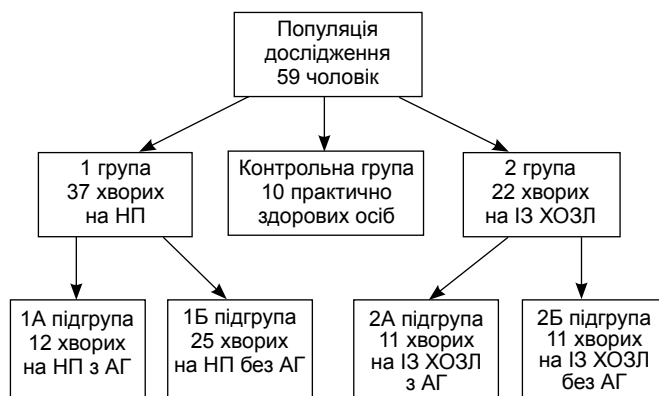 Популяція
дослідження
59 чоловік
1 група
37 хворих
на НП
Контрольна група
10 практично
здорових осіб
2 група
22 хворих
на ІЗ ХОЗЛ
1А підгрупа
12 хворих
на НП з АГ
1Б підгрупа
25 хворих
на НП без АГ
2А підгрупа
11 хворих
на ІЗ ХОЗЛ
з АГ
2Б підгрупа
11 хворих
на ІЗ ХОЗЛ
без АГ